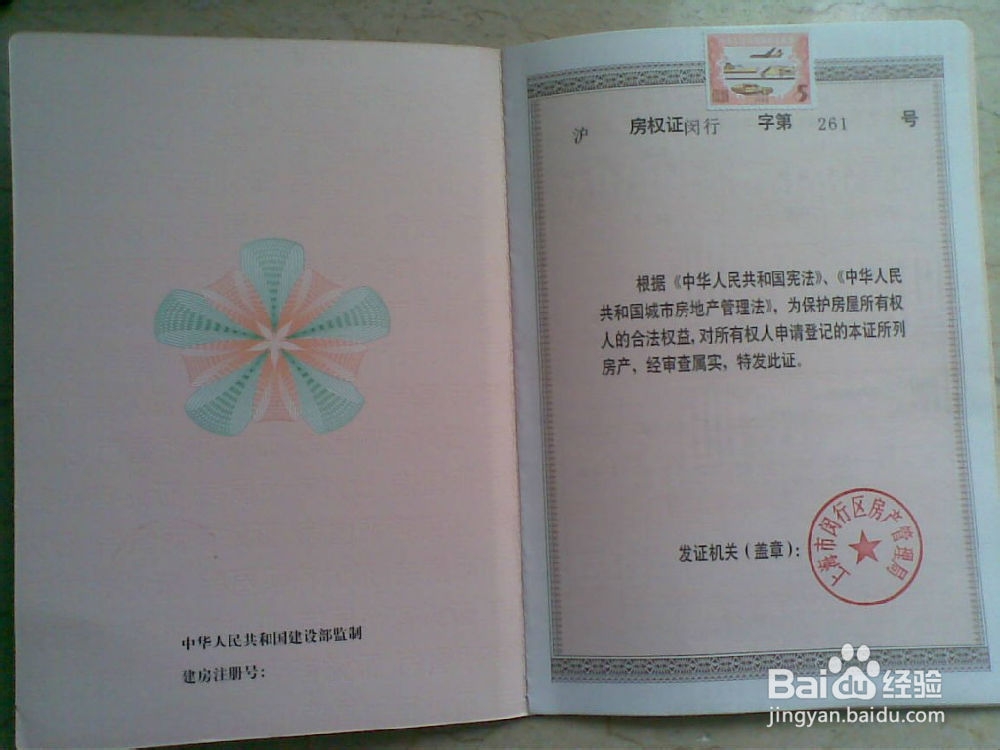 中华人民共和国建设部监制
建房注册号：
5
沪 房权证闵行 字第 261 号
根据《中华人民共和国宪法》、《中华人民
共和国城市房地产管理法》，为保护房屋所有权
人的合法权益，对所有权人申请登记的本证所列
房产，经审查属实，特发此证。
发证机关（盖章）：
上海市闵行区房产管理局
Baidu经验
jingyan.baidu.com